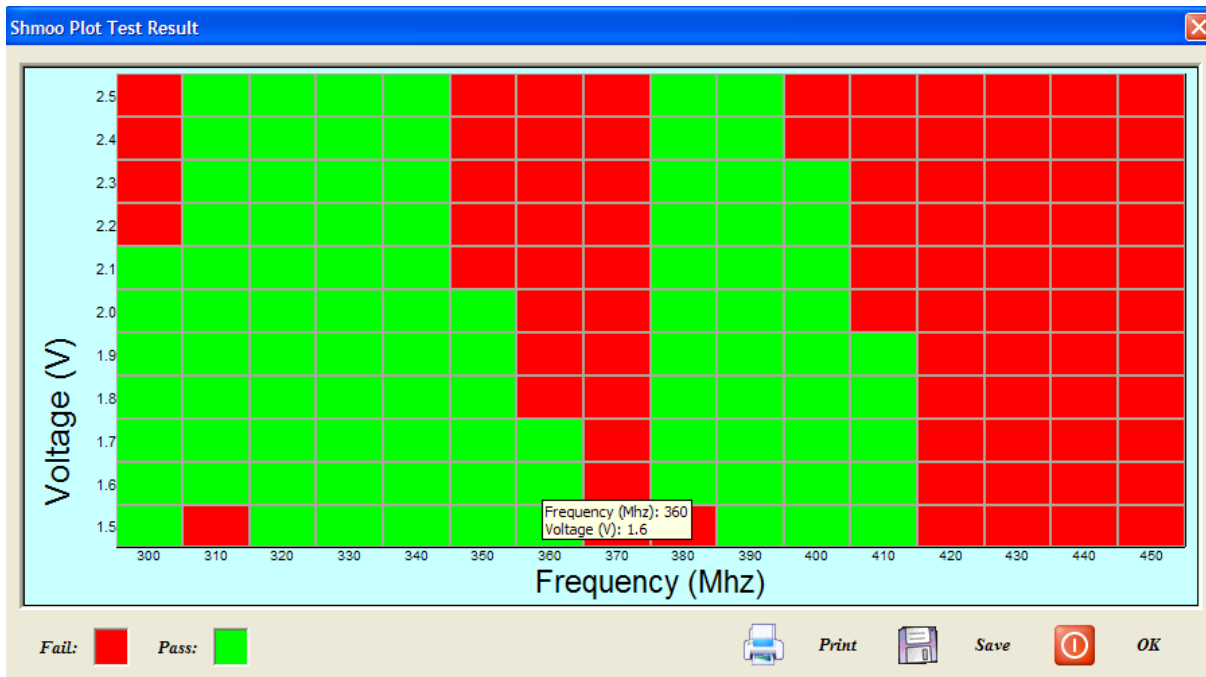 Shmoo Plot Test Result
2.5
2.4
2.3
2.2
2.1
2.0
1.9
1.8
1.7
1.6
1.5
Voltage (V)
Frequency (Mhz): 360
Voltage (V): 1.6
300 310 320 330 340 350 360 370 380 390 400 410 420 430 440 450
Frequency (Mhz)
Fail: Pass: Print Save OK